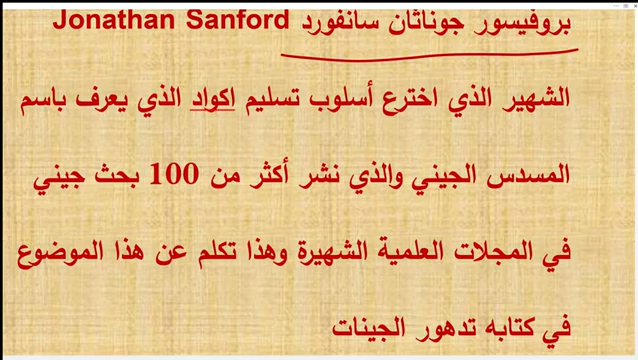 بروفيسور جوناثان سانفورد Jonathan Sanford
الشهير الذي اخترع أسلوب تسليم اكواد الذي يعرف باسم
المسدس الجيني والذي نشر أكثر من 100 بحث جيني
في المجلات العلمية الشهيرة وهذا تكلم عن هذا الموضوع
في كتابه تدهور الجينات